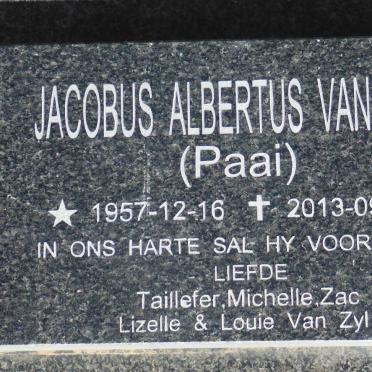 JACOBUS ALBERTUS VAN
(Paai)
★ 1957-12-16 ✝ 2013-09
IN ONS HARTE SAL HY VOOR
LIEFDE
Taillefer,Michelle,Zac
Lizelle & Louie Van Zyl